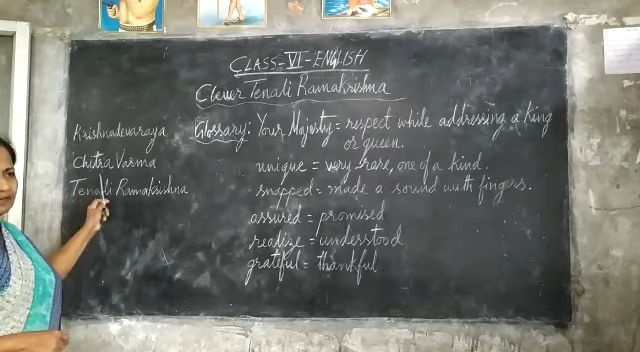 CLASS-VI-ENGLISH
Clever Tenali Ramakrishna
Krishnadevaraya
Chitra Varma
Tenali Ramakrishna
Glossary: Your Majesty = respect while addressing a King
or queen.
unique = very rare, one of a kind.
snapped = made a sound with fingers.
assured = promised
realize = understood
grateful = thankful